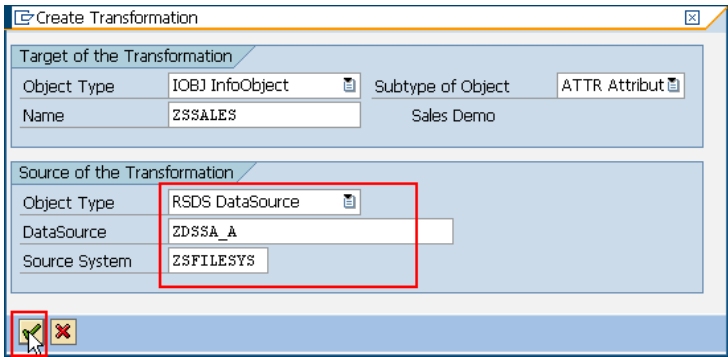 Create Transformation
Target of the Transformation
Object Type IOBJ InfoObject Subtype of Object ATTR Attribut
Name ZSSALES Sales Demo
Source of the Transformation
Object Type RSDS DataSource
DataSource ZDSSA_A
Source System ZSFILESYS